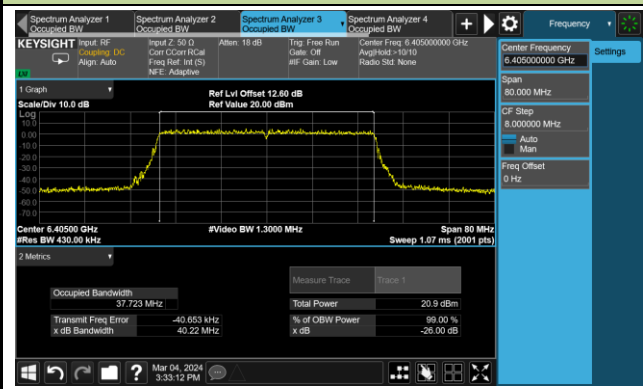 Spectrum Analyzer 1
Occupied BW
Spectrum Analyzer 2
Occupied BW
Spectrum Analyzer 3
Occupied BW
Spectrum Analyzer 4
Occupied BW
Frequency
KEYSIGHT
Input: RF
Coupling: DC
Align: Auto
Input Z: 50 Ω
Corr CCorr RCal
Freq Ref: Int (S)
NFE: Adaptive
Atten: 18 dB
Trig: Free Run
Gate: Off
#IF Gain: Low
Center Freq: 6.405000000 GHz
Avg|Hold:>10/10
Radio Std: None
Center Frequency
6.405000000 GHz
Settings
Span
80.000 MHz
CF Step
8.000000 MHz
Auto
Man
Freq Offset
0 Hz
1 Graph
Scale/Div 10.0 dB
Ref Lvl Offset 12.60 dB
Ref Value 20.00 dBm
Log
10.0
0.00
-10.0
-20.0
-30.0
-40.0
-50.0
-60.0
-70.0
Center 6.40500 GHz
#Res BW 430.00 kHz
#Video BW 1.3000 MHz
Span 80 MHz
Sweep 1.07 ms (2001 pts)
2 Metrics
Measure Trace
Trace 1
Occupied Bandwidth
37.723 MHz
Total Power
20.9 dBm
Transmit Freq Error
-40.653 kHz
% of OBW Power
99.00 %
x dB Bandwidth
40.22 MHz
x dB
-26.00 dB
Mar 04, 2024
3:33:12 PM